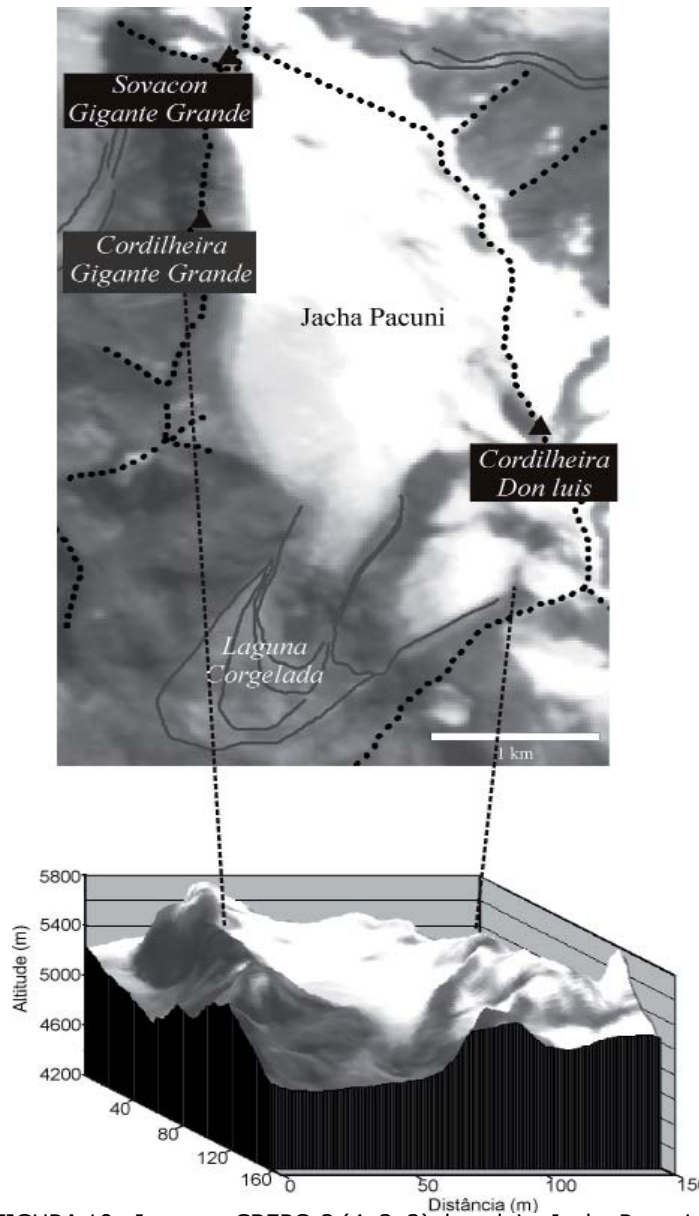 Sovacon
Gigante Grande
Cordilheira
Gigante Grande
Jacha Pacuni
Cordilheira
Don luis
Laguna
Corgelada
1 km
5800
5400
5000
4600
4200
Altitude (m)
40
80
120
160
0
50
100
150
Distância (m)